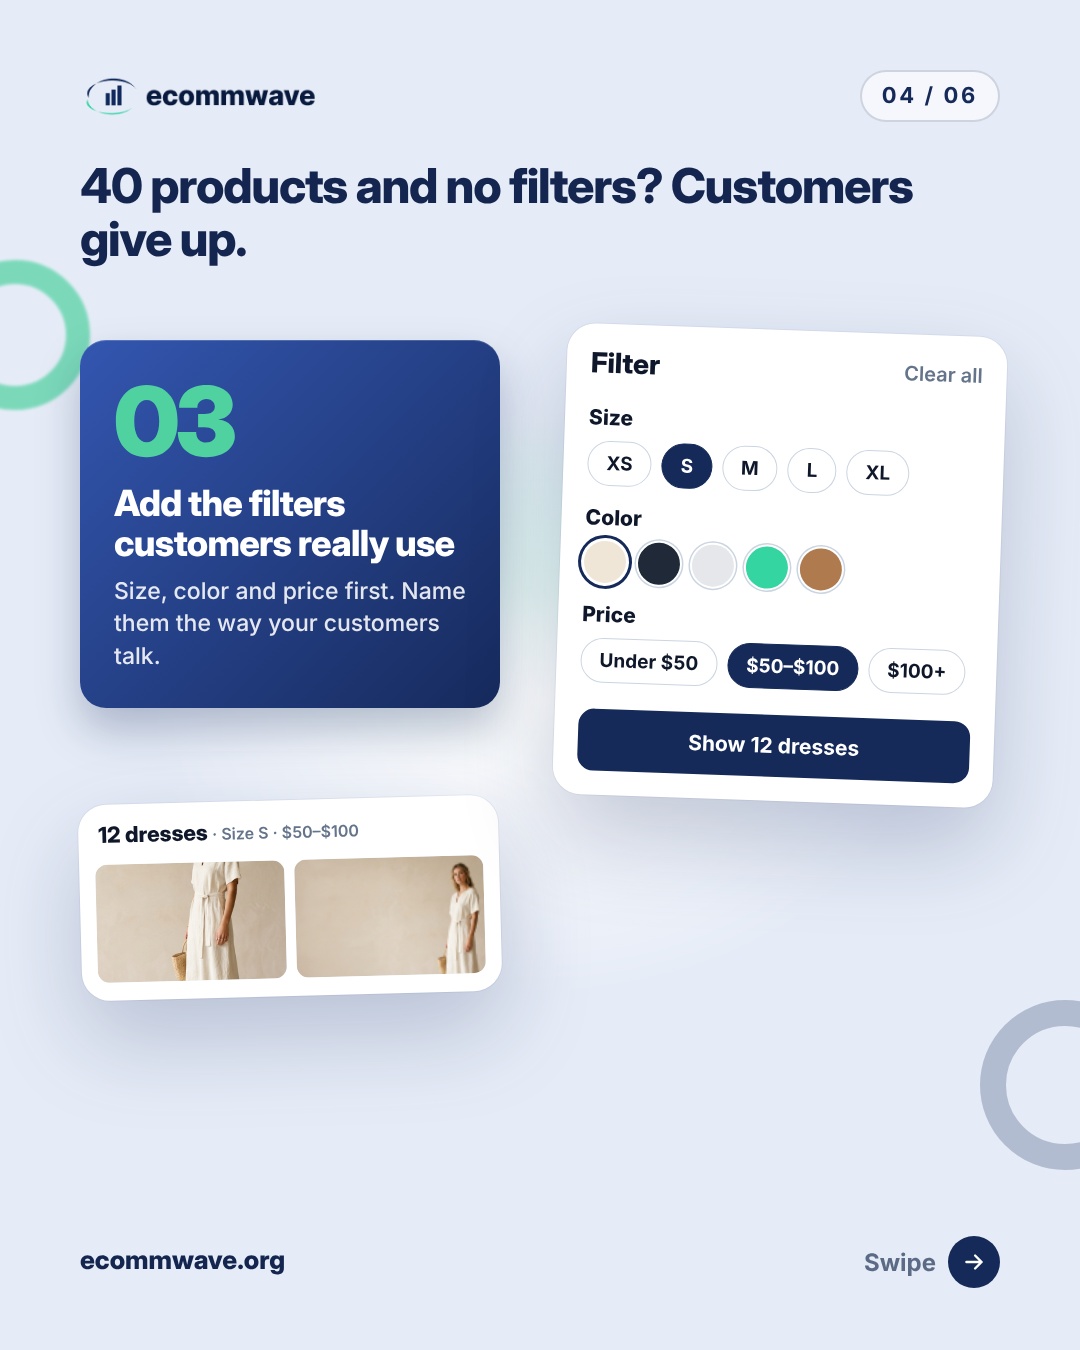 ecommwave
04 / 06
40 products and no filters? Customers
give up.
03
Add the filters
customers really use
Size, color and price first. Name
them the way your customers
talk.
Filter
Clear all
Size
XS S M L XL
Color
Price
Under $50 $50–$100 $100+
Show 12 dresses
12 dresses · Size S · $50–$100
ecommwave.org
Swipe